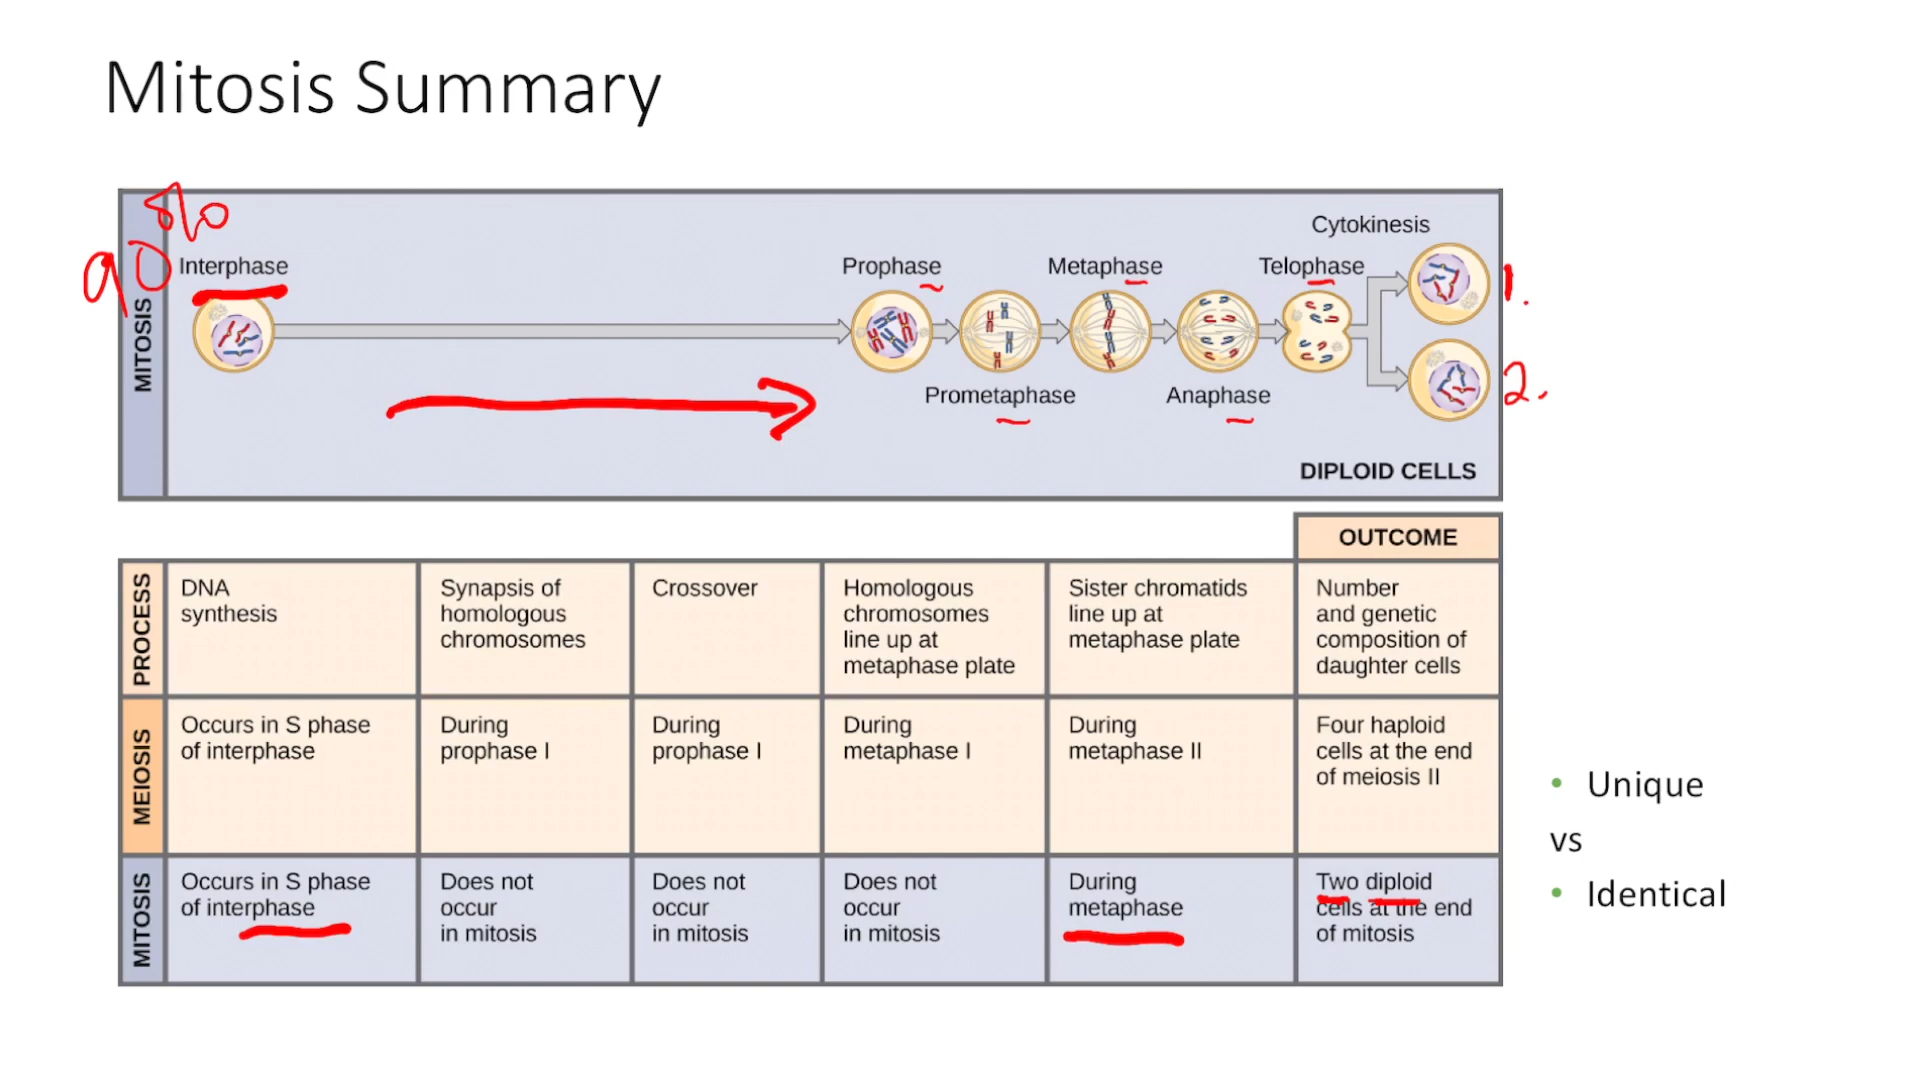 Mitosis Summary
90%
MITOSIS
Interphase
Prophase
Prometaphase
Metaphase
Anaphase
Telophase
Cytokinesis
1.
2.
DIPLOID CELLS
OUTCOME
PROCESS
DNA
synthesis
Synapsis of
homologous
chromosomes
Crossover
Homologous
chromosomes
line up at
metaphase plate
Sister chromatids
line up at
metaphase plate
Number
and genetic
composition of
daughter cells
MEIOSIS
Occurs in S phase
of interphase
During
prophase I
During
prophase I
During
metaphase I
During
metaphase II
Four haploid
cells at the end
of meiosis II
MITOSIS
Occurs in S phase
of interphase
Does not
occur
in mitosis
Does not
occur
in mitosis
Does not
occur
in mitosis
During
metaphase
Two diploid
cells at the end
of mitosis
• Unique
vs
• Identical